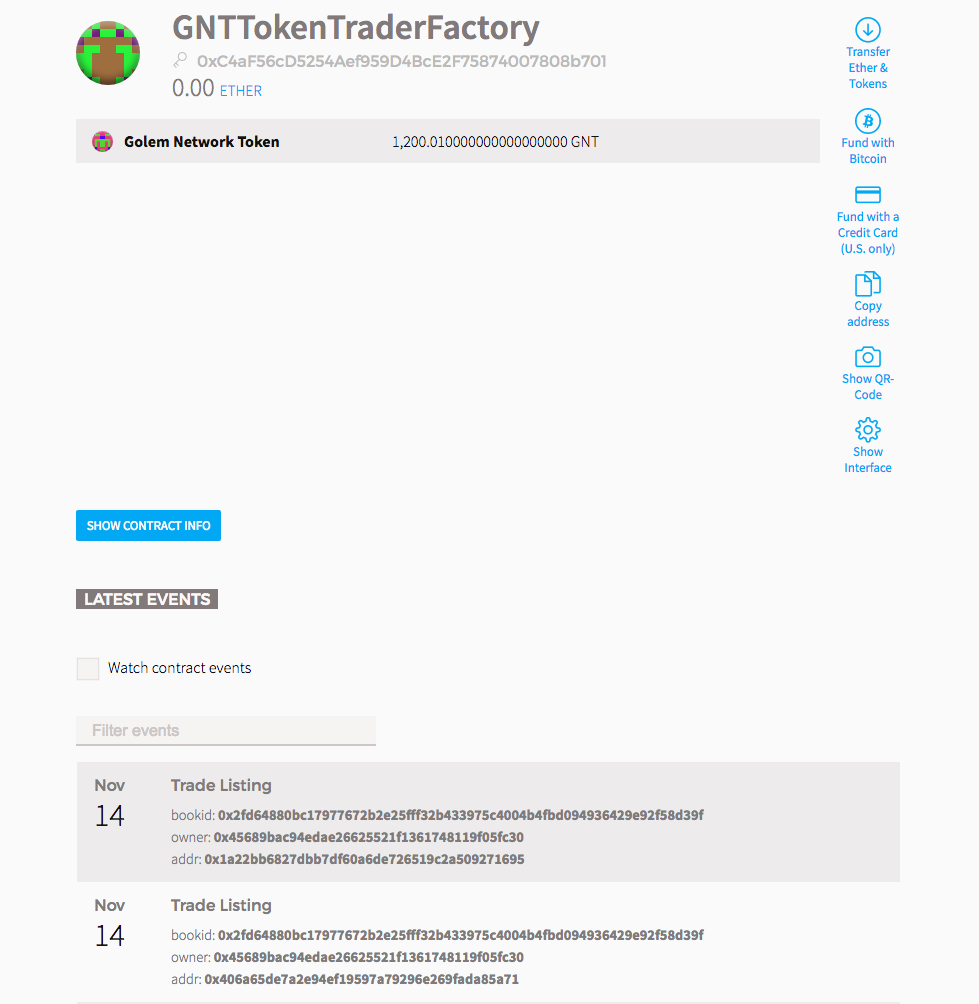 GNTTokenTraderFactory
0xC4aF56cD5254Aef959D4BcE2F75874007808b701
0.00 ETHER
Golem Network Token 1,200.010000000000000000 GNT
Transfer
Ether &
Tokens
Fund with
Bitcoin
Fund with a
Credit Card
(U.S. only)
Copy
address
Show QR-
Code
Show
Interface
SHOW CONTRACT INFO
LATEST EVENTS
Watch contract events
Filter events
Nov
14
Trade Listing
bookid: 0x2fd64880bc17977672b2e25fff32b433975c4004b4fbd094936429e92f58d39f
owner: 0x45689bac94edae26625521f1361748119f05fc30
addr: 0x1a22bb6827dbb7df60a6de726519c2a509271695
Nov
14
Trade Listing
bookid: 0x2fd64880bc17977672b2e25fff32b433975c4004b4fbd094936429e92f58d39f
owner: 0x45689bac94edae26625521f1361748119f05fc30
addr: 0x406a65de7a2e94ef19597a79296e269fada85a71